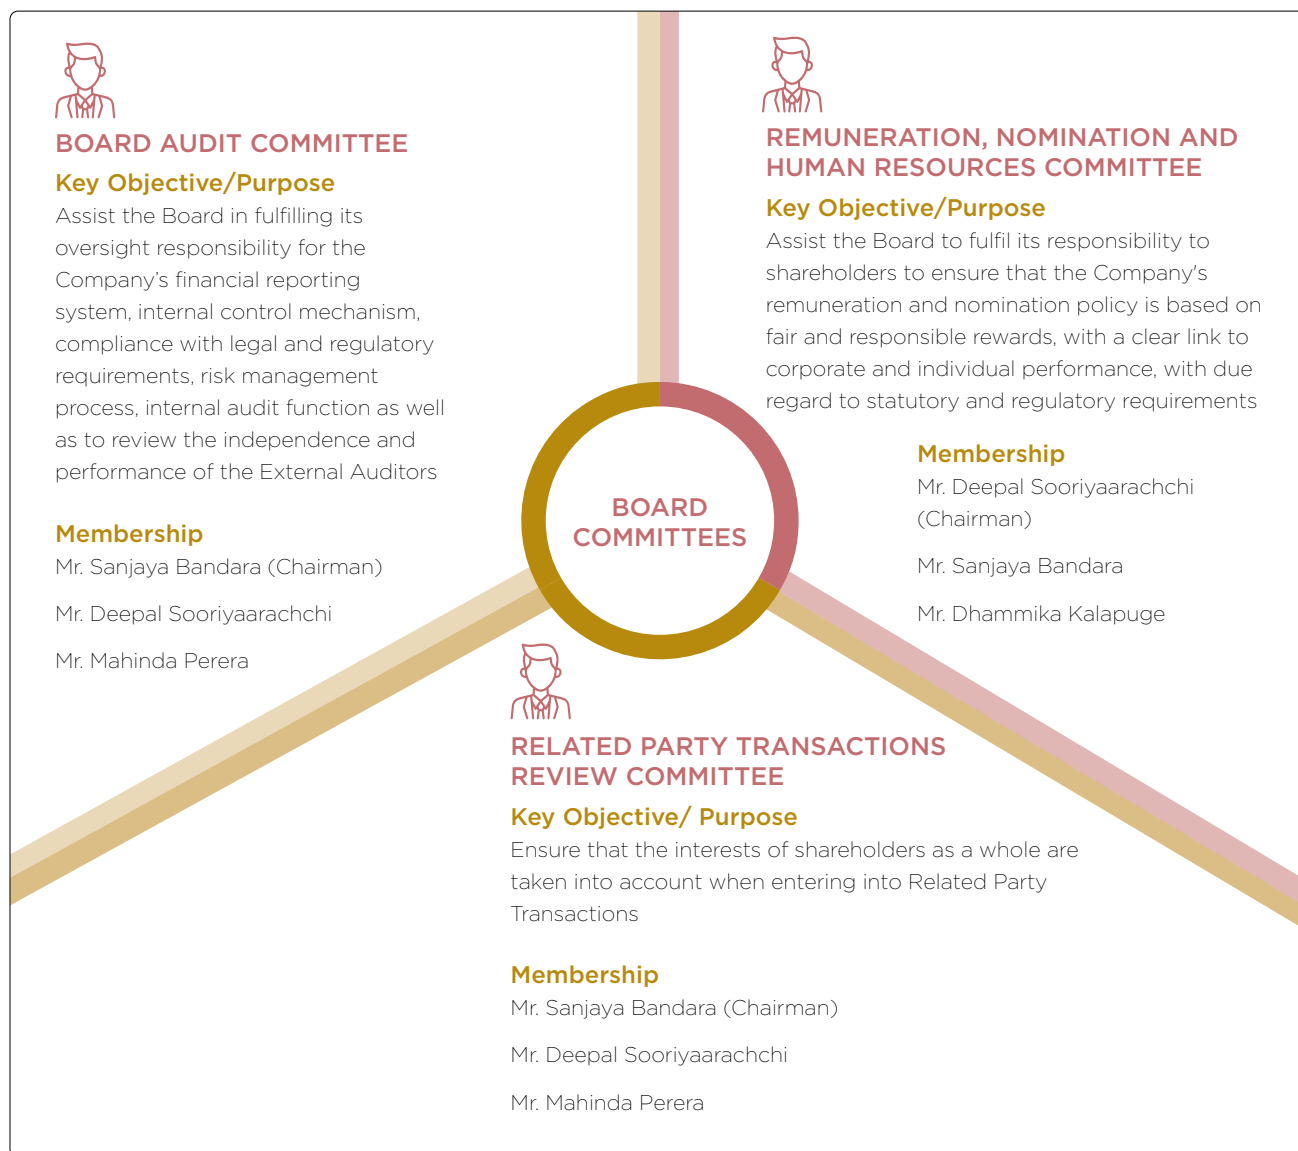 BOARD AUDIT COMMITTEE
Key Objective/Purpose
Assist the Board in fulfilling its
oversight responsibility for the
Company’s financial reporting
system, internal control mechanism,
compliance with legal and regulatory
requirements, risk management
process, internal audit function as well
as to review the independence and
performance of the External Auditors
Membership
Mr. Sanjaya Bandara (Chairman)
Mr. Deepal Sooriyaarachchi
Mr. Mahinda Perera
REMUNERATION, NOMINATION AND
HUMAN RESOURCES COMMITTEE
Key Objective/Purpose
Assist the Board to fulfil its responsibility to
shareholders to ensure that the Company's
remuneration and nomination policy is based on
fair and responsible rewards, with a clear link to
corporate and individual performance, with due
regard to statutory and regulatory requirements
Membership
Mr. Deepal Sooriyaarachchi
(Chairman)
Mr. Sanjaya Bandara
Mr. Dhammika Kalapuge
BOARD
COMMITTEES
RELATED PARTY TRANSACTIONS
REVIEW COMMITTEE
Key Objective/ Purpose
Ensure that the interests of shareholders as a whole are
taken into account when entering into Related Party
Transactions
Membership
Mr. Sanjaya Bandara (Chairman)
Mr. Deepal Sooriyaarachchi
Mr. Mahinda Perera